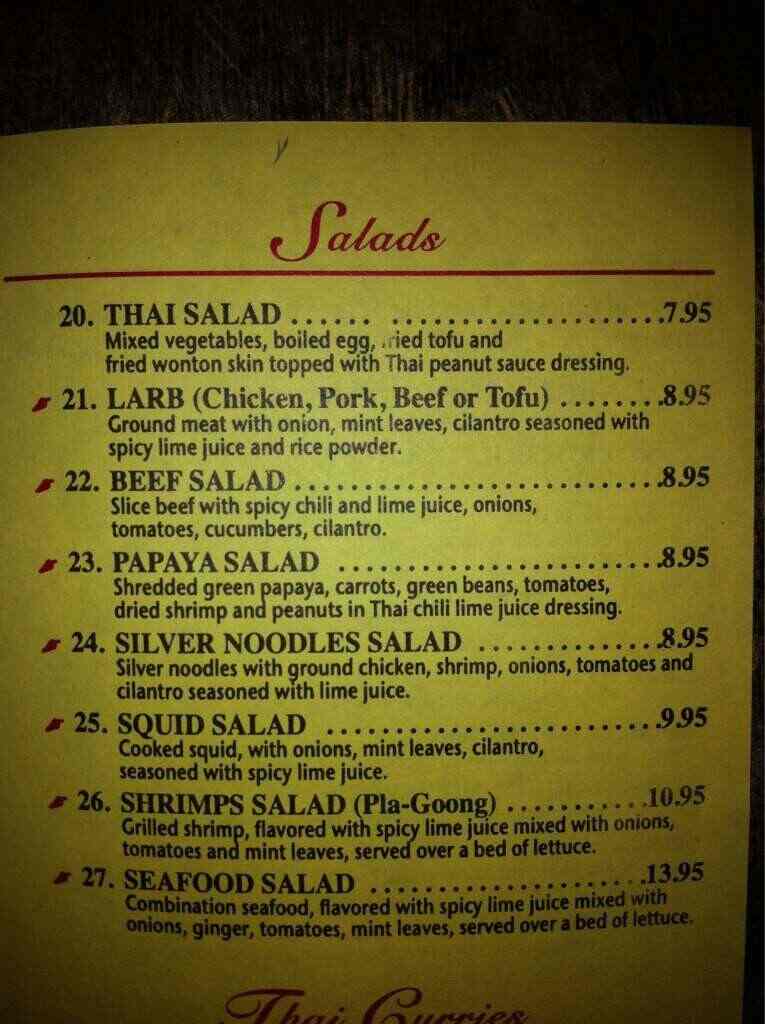 Salads
20. THAI SALAD ...... .....................7.95
Mixed vegetables, boiled egg, fried tofu and
fried wonton skin topped with Thai peanut sauce dressing.
21. LARB (Chicken, Pork, Beef or Tofu) ........8.95
Ground meat with onion, mint leaves, cilantro seasoned with
spicy lime juice and rice powder.
22. BEEF SALAD ............................8.95
Slice beef with spicy chili and lime juice, onions,
tomatoes, cucumbers, cilantro.
23. PAPAYA SALAD .........................8.95
Shredded green papaya, carrots, green beans, tomatoes,
dried shrimp and peanuts in Thai chili lime juice dressing.
24. SILVER NOODLES SALAD ..............8.95
Silver noodles with ground chicken, shrimp, onions, tomatoes and
cilantro seasoned with lime juice.
25. SQUID SALAD ..........................9.95
Cooked squid, with onions, mint leaves, cilantro,
seasoned with spicy lime juice.
26. SHRIMPS SALAD (Pla-Goong) ...........10.95
Grilled shrimp, flavored with spicy lime juice mixed with onions,
tomatoes and mint leaves, served over a bed of lettuce.
27. SEAFOOD SALAD .....................13.95
Combination seafood, flavored with spicy lime juice mixed with
onions, ginger, tomatoes, mint leaves, served over a bed of lettuce.
Thai Curries